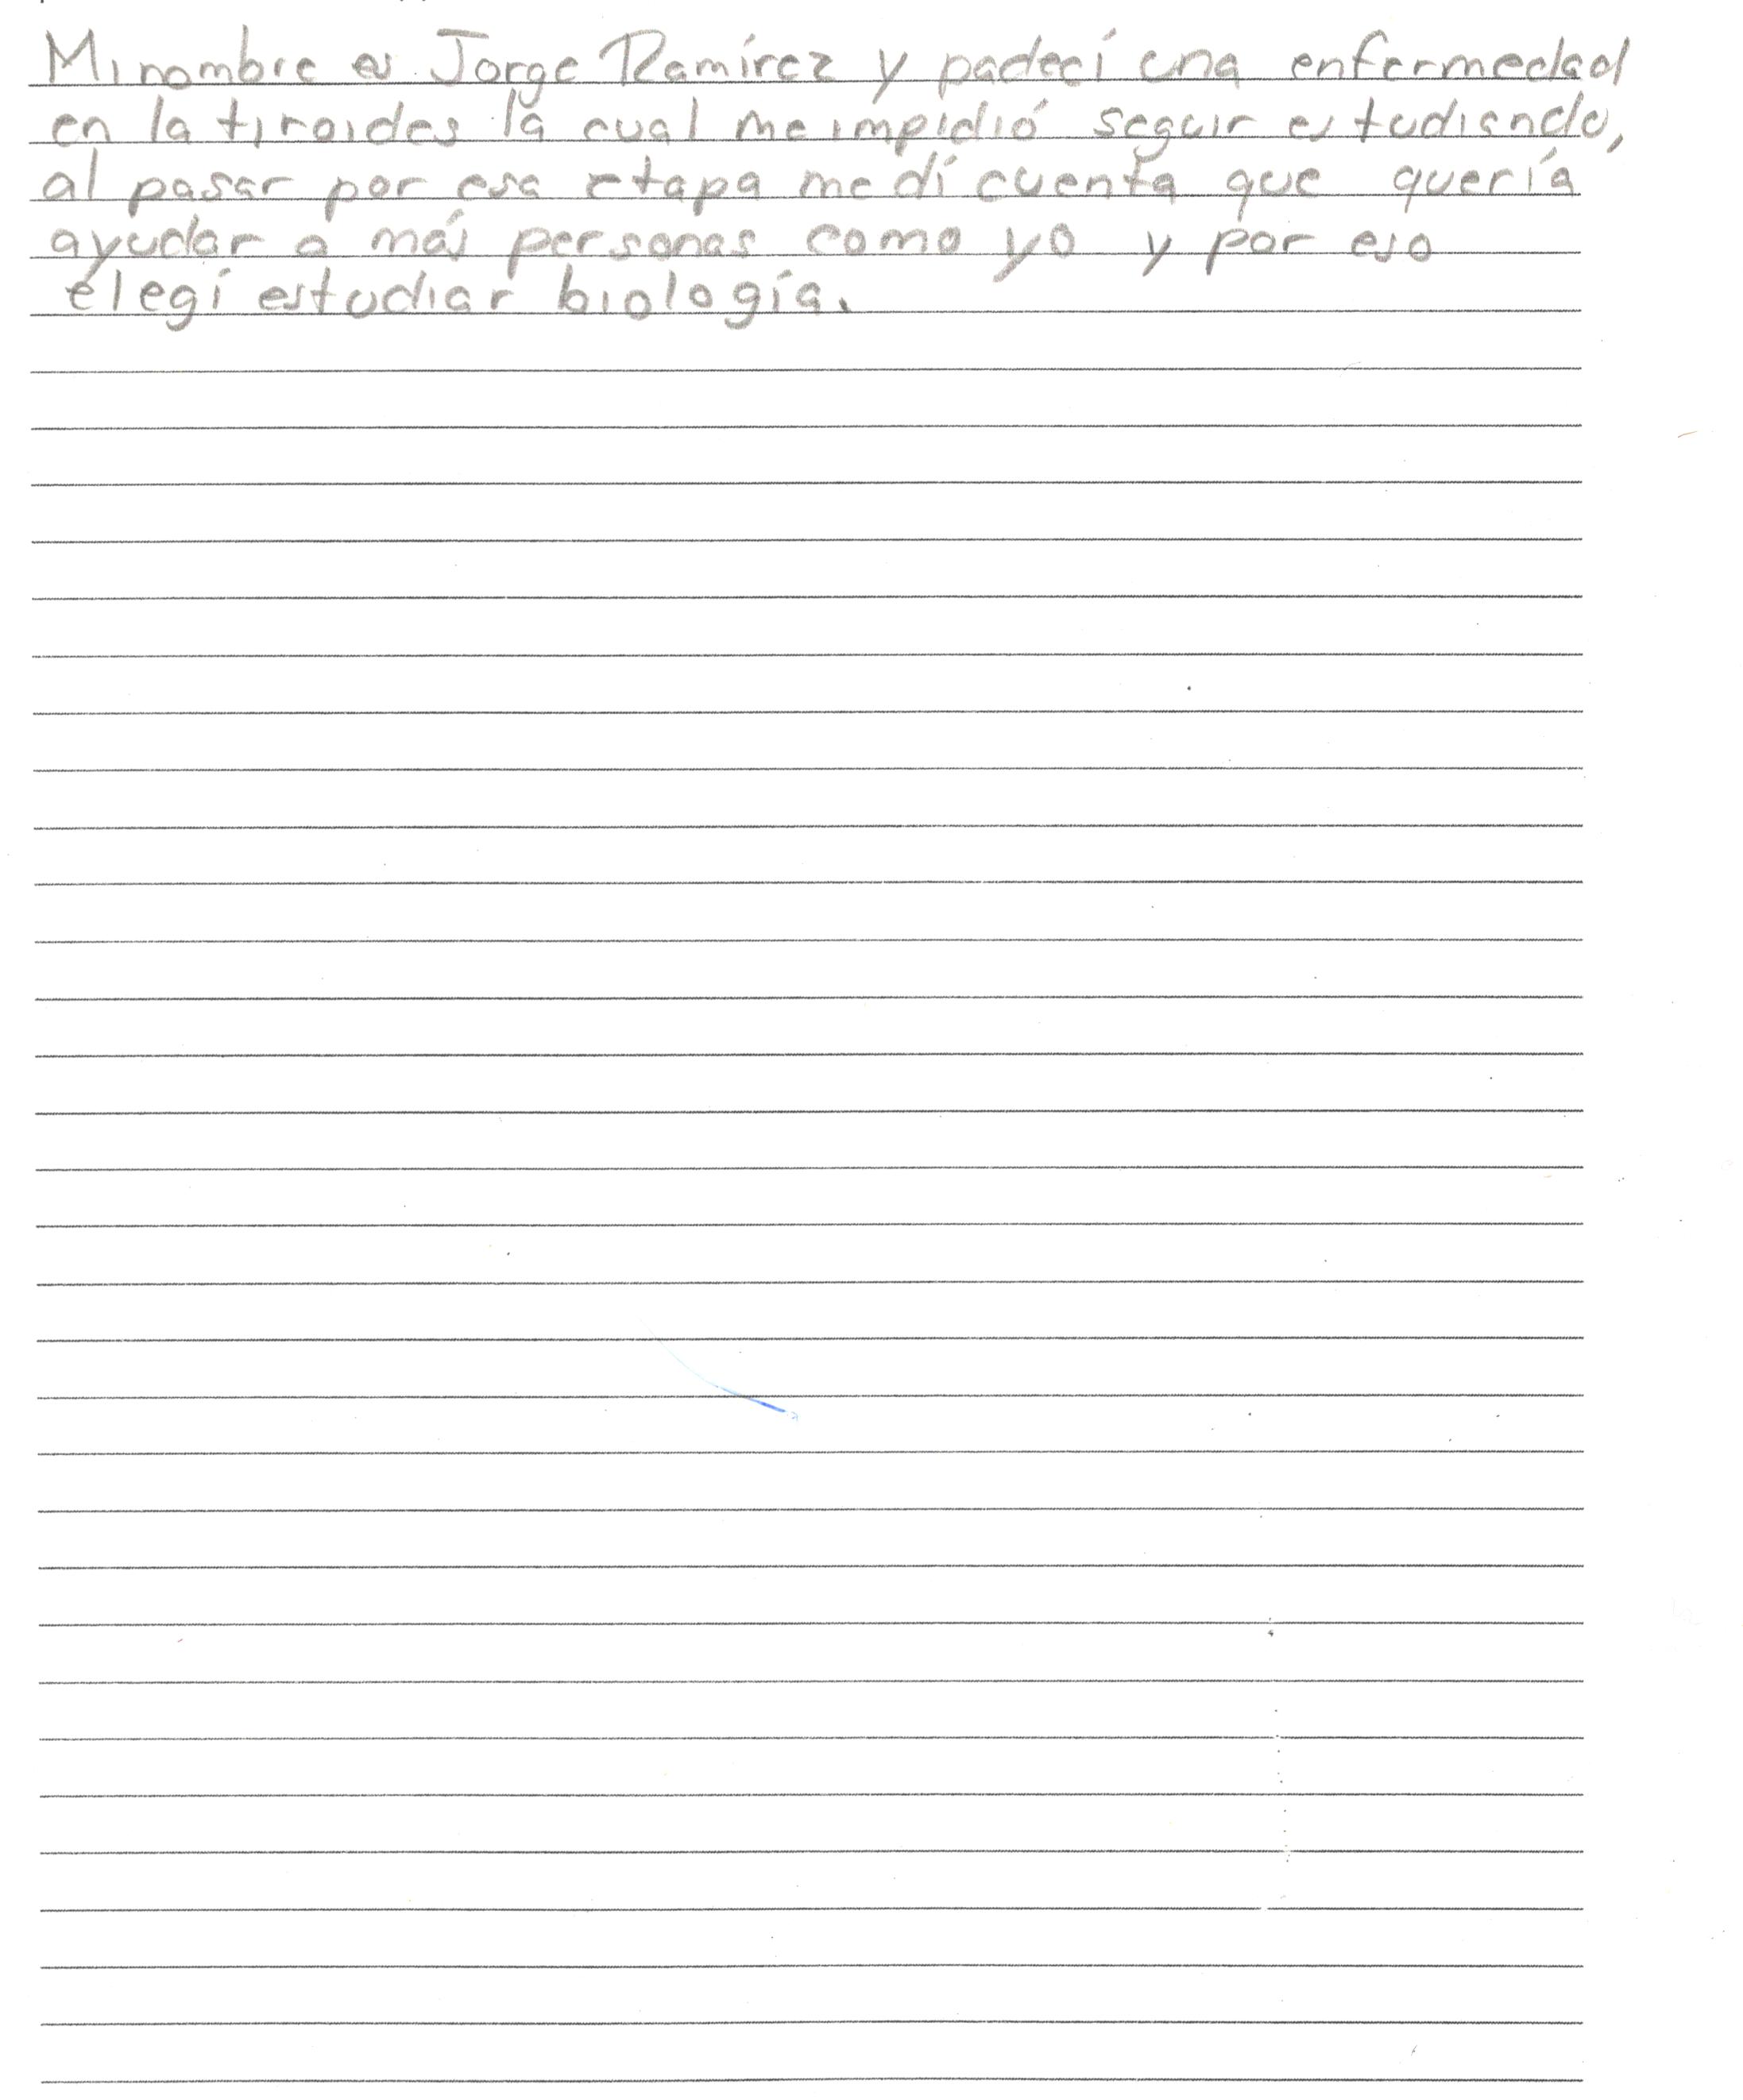 Mi nombre es Jorge Ramírez y padecí una enfermedad
en la tiroides la cual me impidió seguir estudiando,
al pasar por esa etapa me dí cuenta que quería
ayudar a más personas como yo y por eso
elegí estudiar biología.